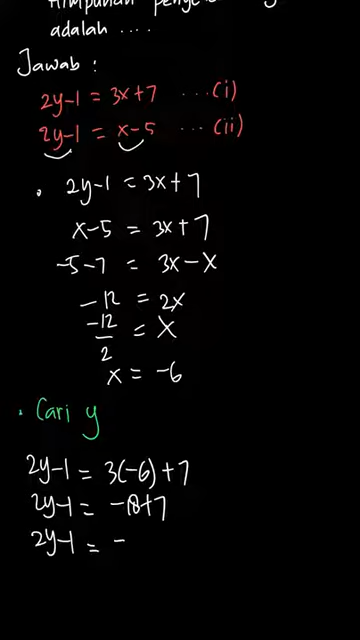 adalah ....
Jawab :
2y-1 = 3x+7 ...(i)
2y-1 = x-5 ...(ii)
• 2y-1 = 3x+7
x-5 = 3x+7
-5-7 = 3x-x
-12 = 2x
-12/2 = x
x = -6
• Cari y
2y-1 = 3(-6)+7
2y-1 = -18+7
2y-1 = -